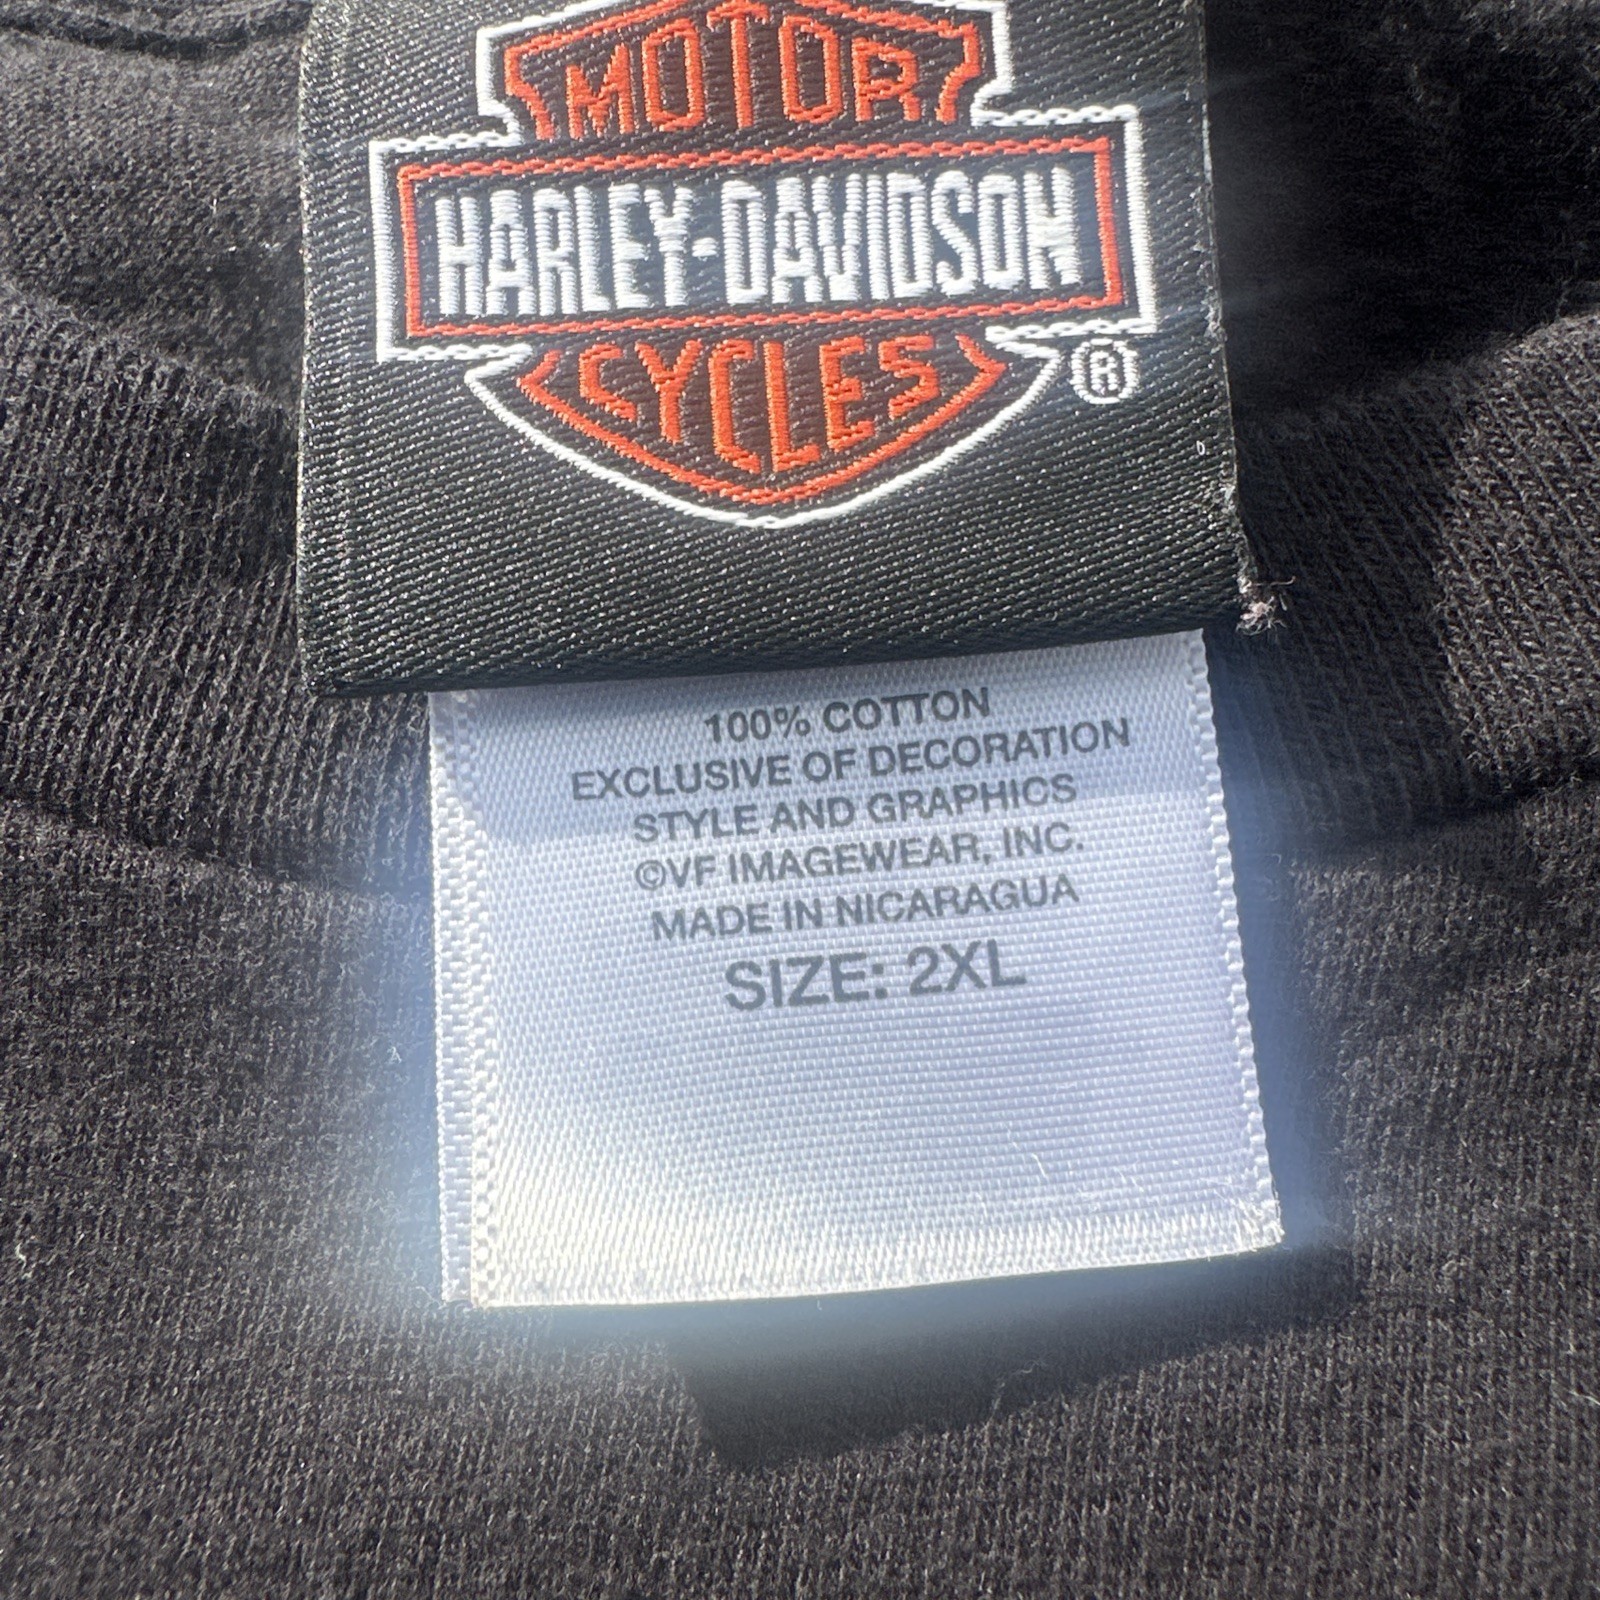 MOTOR
HARLEY-DAVIDSON
CYCLES
®
100% COTTON
EXCLUSIVE OF DECORATION
STYLE AND GRAPHICS
©VF IMAGEWEAR, INC.
MADE IN NICARAGUA
SIZE: 2XL